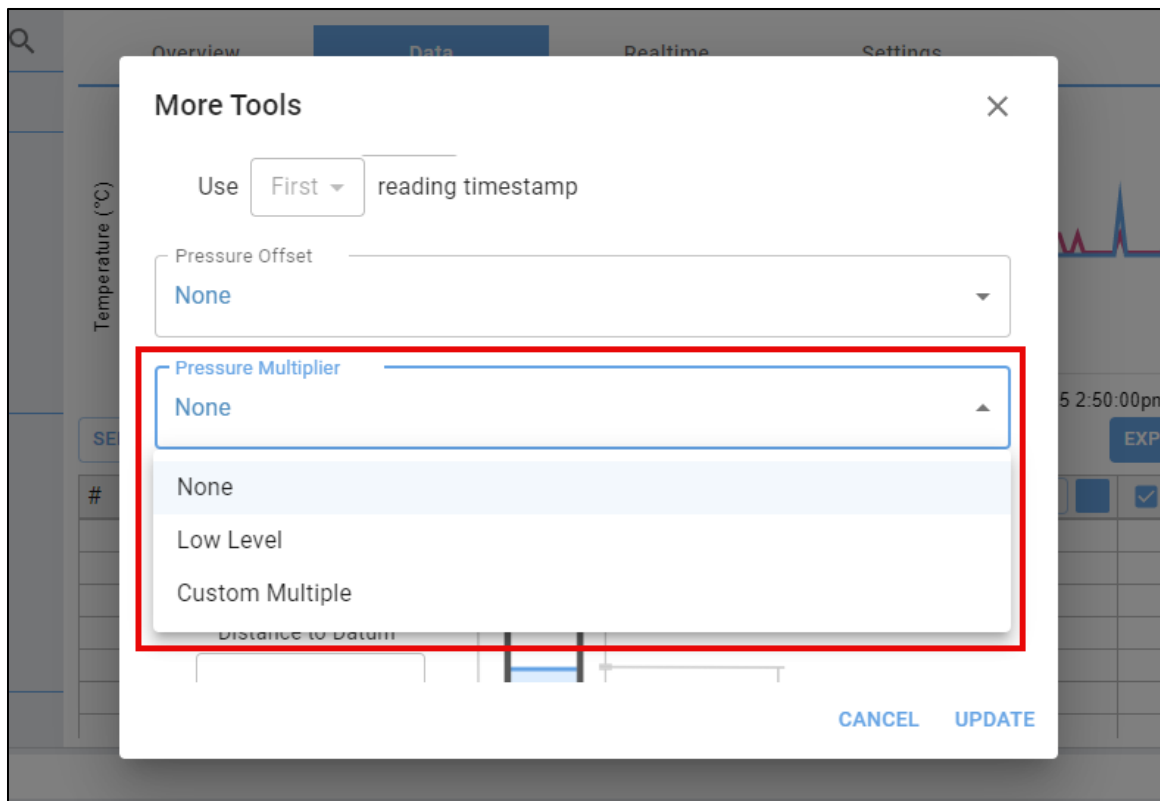 Overview Data Realtime Settings
More Tools
Use First reading timestamp
Temperature (°C)
Pressure Offset
None
Pressure Multiplier
None
5 2:50:00pm
None
Low Level
Custom Multiple
#
Distance to Datum
CANCEL UPDATE